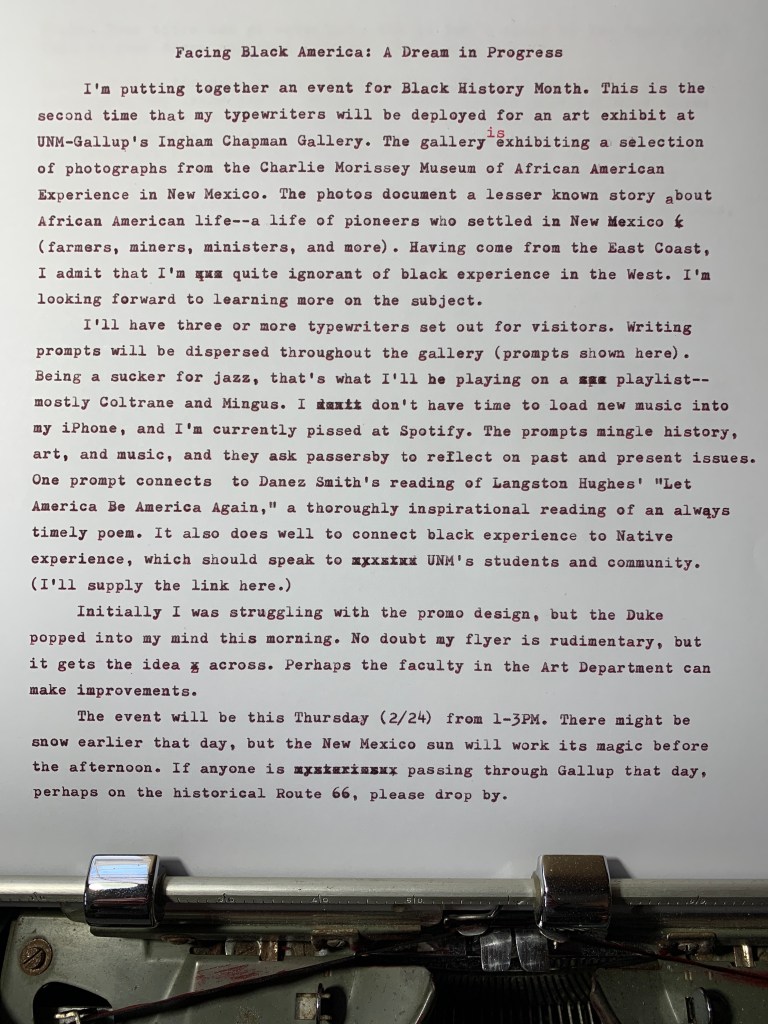 Facing Black America: A Dream in Progress
I'm putting together an event for Black History Month. This is the
second time that my typewriters will be deployed for an art exhibit at
UNM-Gallup's Ingham Chapman Gallery. The gallery is exhibiting a selection
of photographs from the Charlie Morissey Museum of African American
Experience in New Mexico. The photos document a lesser known story about
African American life--a life of pioneers who settled in New Mexico
(farmers, miners, ministers, and more). Having come from the East Coast,
I admit that I'm quite ignorant of black experience in the West. I'm
looking forward to learning more on the subject.
I'll have three or more typewriters set out for visitors. Writing
prompts will be dispersed throughout the gallery (prompts shown here).
Being a sucker for jazz, that's what I'll be playing on a playlist--
mostly Coltrane and Mingus. I don't have time to load new music into
my iPhone, and I'm currently pissed at Spotify. The prompts mingle history,
art, and music, and they ask passersby to reflect on past and present issues.
One prompt connects  to Danez Smith's reading of Langston Hughes' "Let
America Be America Again," a thoroughly inspirational reading of an always
timely poem. It also does well to connect black experience to Native
experience, which should speak to UNM's students and community.
(I'll supply the link here.)
Initially I was struggling with the promo design, but the Duke
popped into my mind this morning. No doubt my flyer is rudimentary, but
it gets the idea across. Perhaps the faculty in the Art Department can
make improvements.
The event will be this Thursday (2/24) from 1-3PM. There might be
snow earlier that day, but the New Mexico sun will work its magic before
the afternoon. If anyone is passing through Gallup that day,
perhaps on the historical Route 66, please drop by.